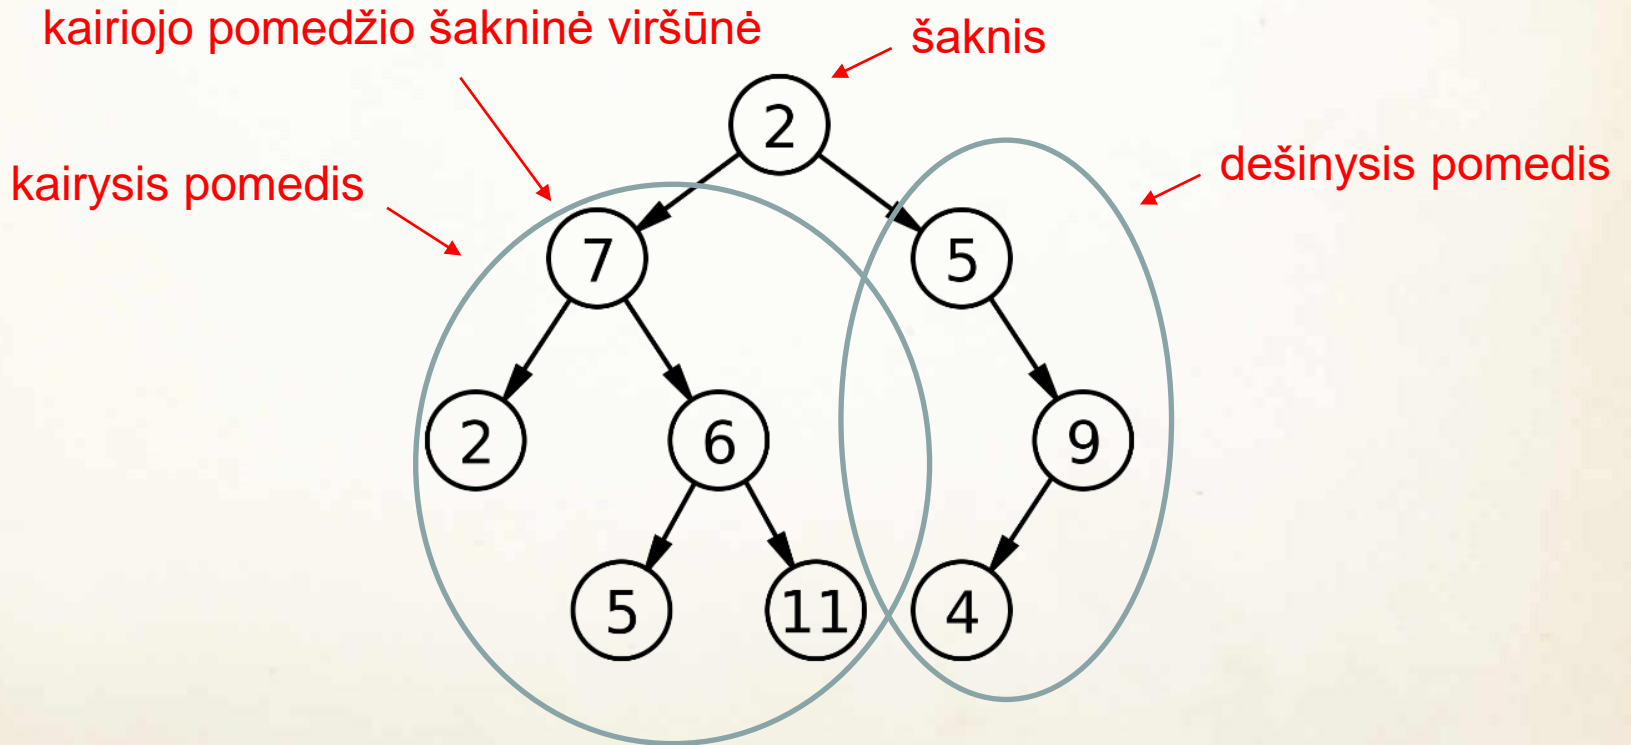 kairiojo pomedžio šakninė viršūnė
šaknis
2
kairysis pomedis
dešinysis pomedis
7
5
2
6
9
5
11
4